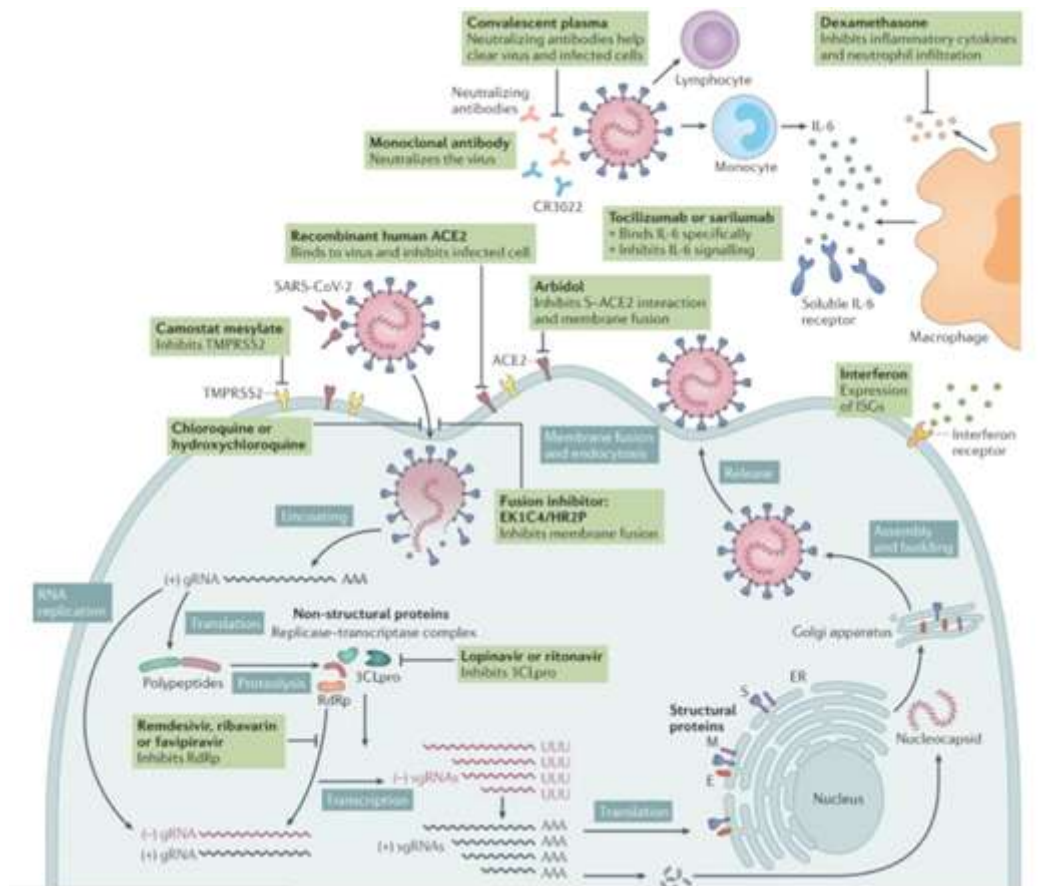 Convalescent plasma
Neutralizing antibodies help
clear virus and infected cells
Dexamethasone
Inhibits inflammatory cytokines
and neutrophil infiltration
Lymphocyte
Neutralizing
antibodies
Monoclonal antibody
Neutralizes the virus
IL-6
Monocyte
CR3022
Tocilizumab or sarilumab
• Binds IL-6 specifically
• Inhibits IL-6 signalling
Recombinant human ACE2
Binds to virus and inhibits infected cell
SARS-CoV-2
Arbidol
Inhibits S-ACE2 interaction
and membrane fusion
Soluble IL-6
receptor
Macrophage
Camostat mesylate
Inhibits TMPRSS2
ACE2
TMPRSS2
Interferon
Expression
of ISGs
Interferon
receptor
Chloroquine or
hydroxychloroquine
Membrane fusion
and endocytosis
Release
Fusion inhibitor:
EK1C4/HR2P
Inhibits membrane fusion
Uncoating
Assembly
and budding
(+) gRNA
AAA
RNA
replication
Translation
Non-structural proteins
Replicase-transcriptase complex
Golgi apparatus
Lopinavir or ritonavir
Inhibits 3CLpro
3CLpro
Polypeptides
Proteolysis
RdRp
ER
S
Structural
proteins
Nucleocapsid
M
E
Remdesivir, ribavarin
or favipiravir
Inhibits RdRp
UUU
UUU
(−) sgRNAs
UUU
UUU
Transcription
Nucleus
Translation
AAA
(+) sgRNAs
AAA
AAA
AAA
(−) gRNA
(+) gRNA